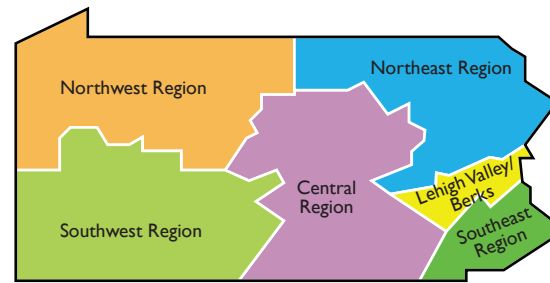 Northwest Region
Northeast Region
Central
Region
Lehigh Valley/
Berks
Southwest Region
Southeast
Region